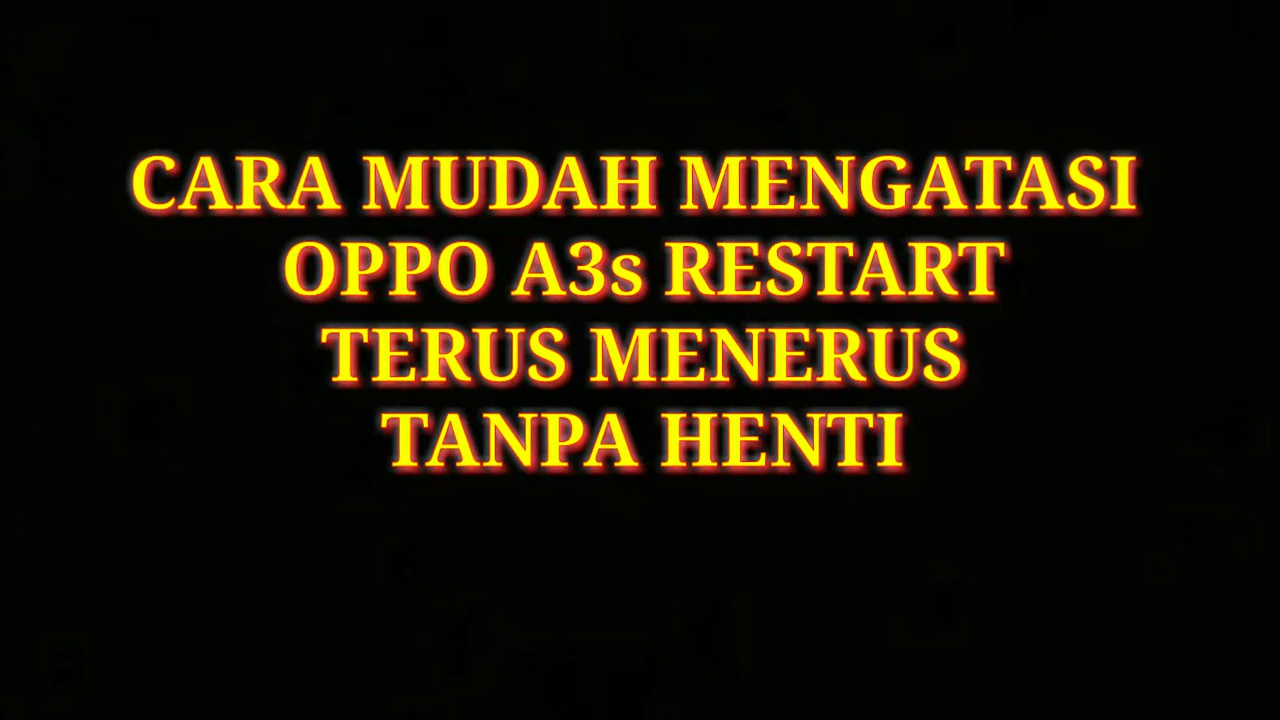 CARA MUDAH MENGATASI
OPPO A3s RESTART
TERUS MENERUS
TANPA HENTI